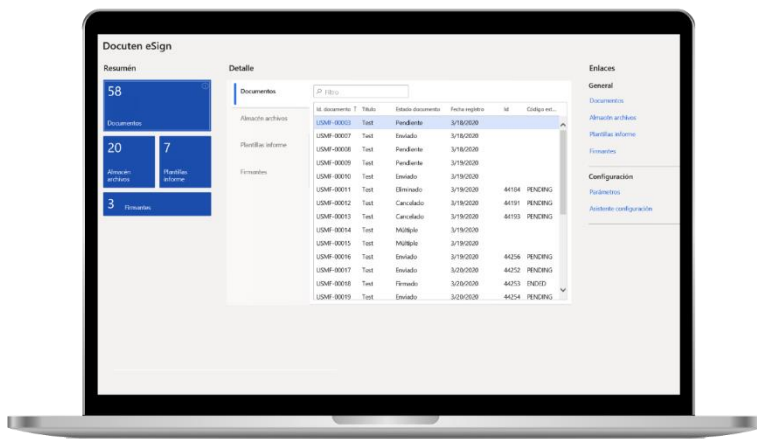 Docuten eSign
Resumén
58
Documentos
20
Almacén
archivos
7
Plantillas
informe
3 Firmantes
Detalle
Documentos
Almacén archivos
Plantillas informe
Firmantes
Filtro
Id. documento ↑ Título Estado documento Fecha registro Id Código est...
USMF-00003 Test Pendiente 3/18/2020
USMF-00007 Test Enviado 3/18/2020
USMF-00008 Test Pendiente 3/18/2020
USMF-00009 Test Pendiente 3/19/2020
USMF-00010 Test Enviado 3/19/2020
USMF-00011 Test Eliminado 3/19/2020 44184 PENDING
USMF-00012 Test Cancelado 3/19/2020 44191 PENDING
USMF-00013 Test Cancelado 3/19/2020 44193 PENDING
USMF-00014 Test Múltiple 3/19/2020
USMF-00015 Test Múltiple 3/19/2020
USMF-00016 Test Enviado 3/19/2020 44256 PENDING
USMF-00017 Test Enviado 3/20/2020 44252 PENDING
USMF-00018 Test Firmado 3/20/2020 44253 ENDED
USMF-00019 Test Enviado 3/20/2020 44254 PENDING
Enlaces
General
Documentos
Almacén archivos
Plantillas informe
Firmantes
Configuración
Parámetros
Asistente configuración